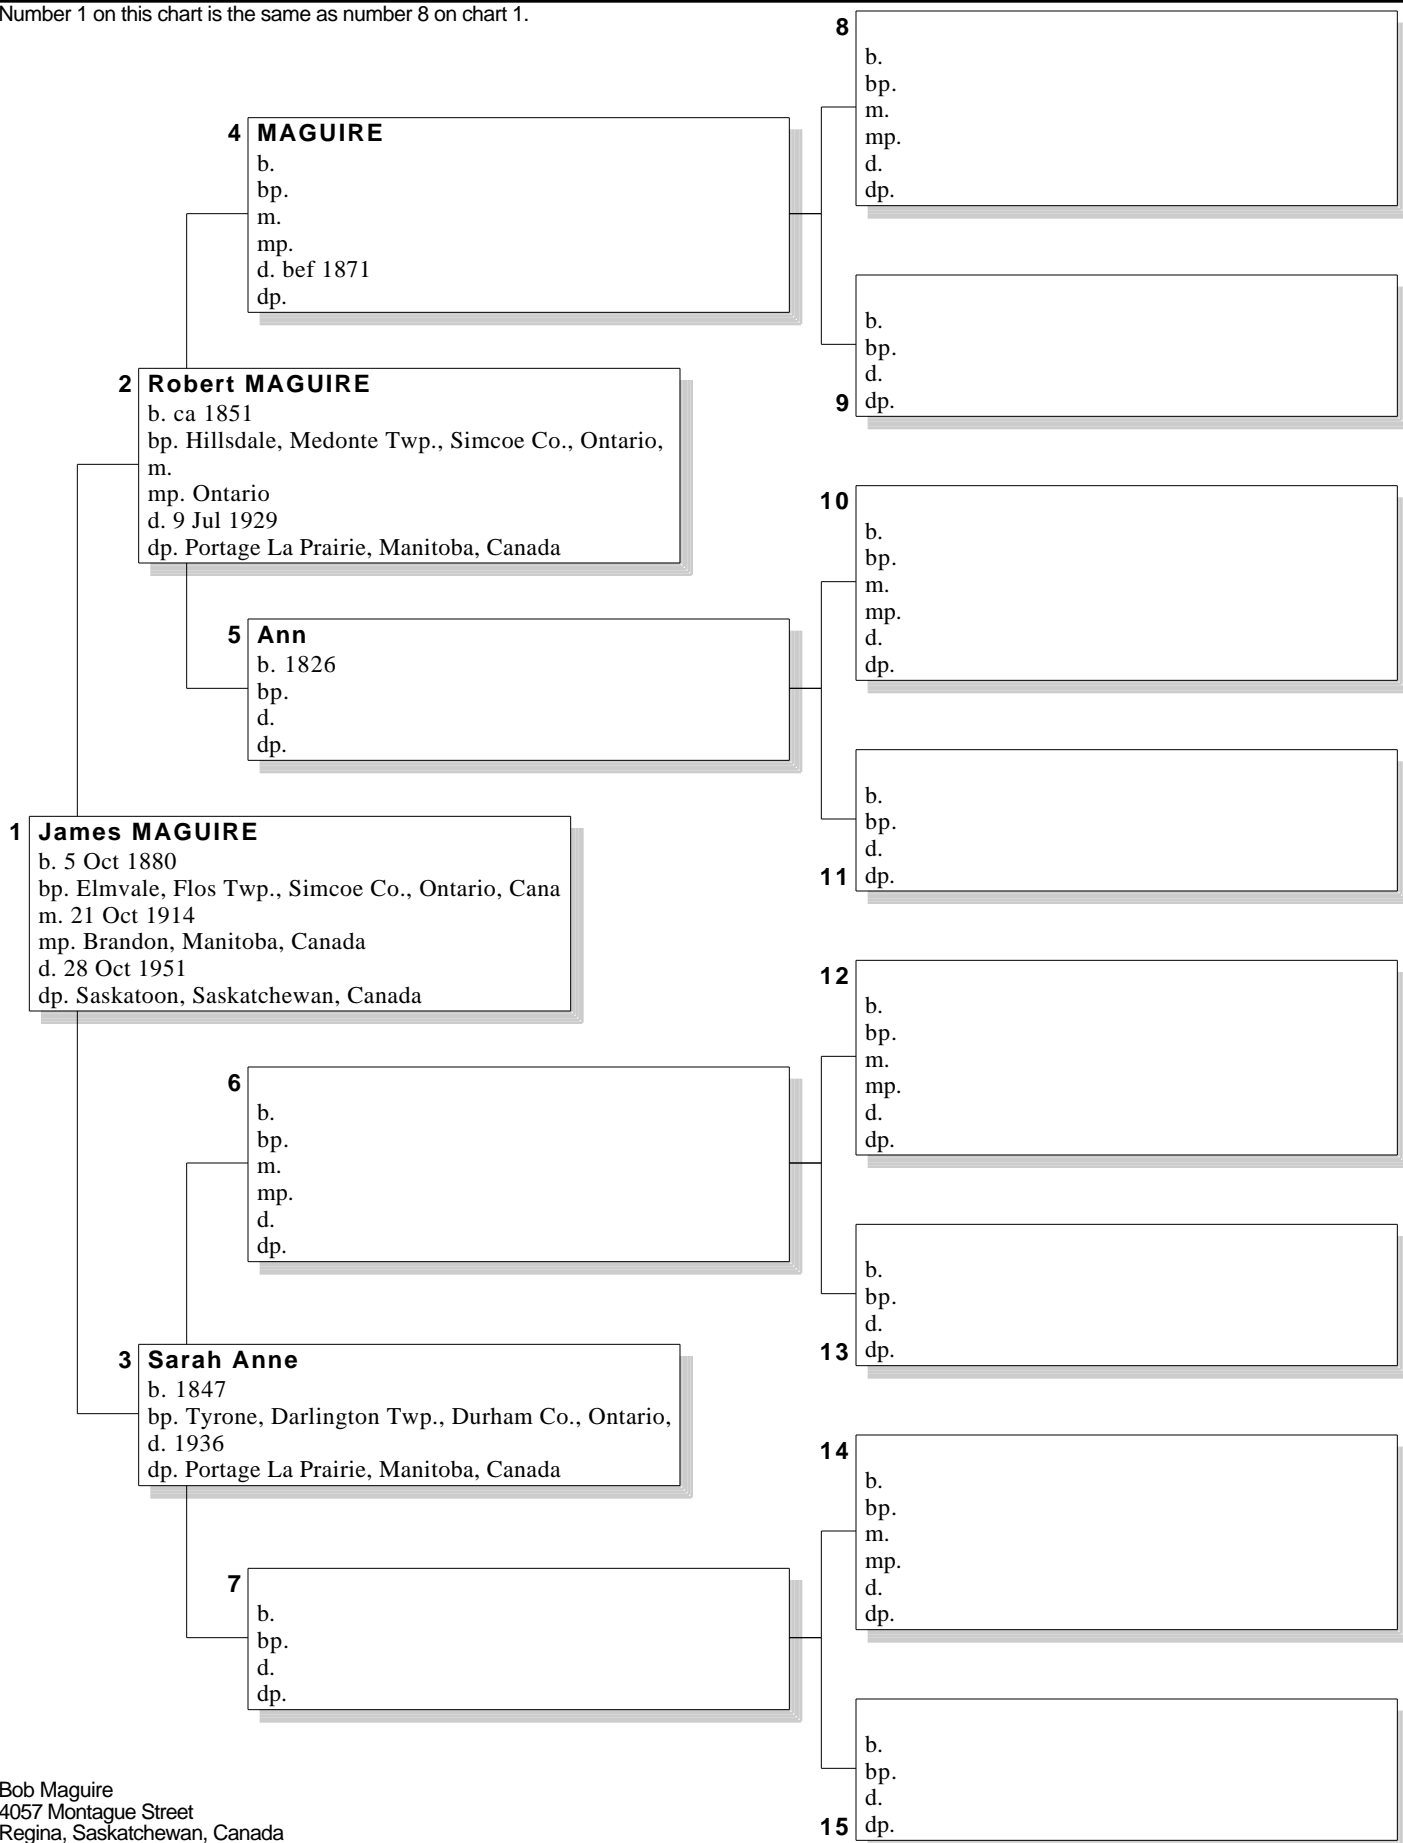 Number 1 on this chart is the same as number 8 on chart 1.
8
b.
bp.
m.
mp.
d.
dp.
4 MAGUIRE
b.
bp.
m.
mp.
d. bef 1871
dp.
b.
bp.
d.
9 dp.
2 Robert MAGUIRE
b. ca 1851
bp. Hillsdale, Medonte Twp., Simcoe Co., Ontario,
m.
mp. Ontario
d. 9 Jul 1929
dp. Portage La Prairie, Manitoba, Canada
10
b.
bp.
m.
mp.
d.
dp.
5 Ann
b. 1826
bp.
d.
dp.
b.
bp.
d.
11 dp.
1 James MAGUIRE
b. 5 Oct 1880
bp. Elmvale, Flos Twp., Simcoe Co., Ontario, Cana
m. 21 Oct 1914
mp. Brandon, Manitoba, Canada
d. 28 Oct 1951
dp. Saskatoon, Saskatchewan, Canada
12
b.
bp.
m.
mp.
d.
dp.
6
b.
bp.
m.
mp.
d.
dp.
b.
bp.
d.
13 dp.
3 Sarah Anne
b. 1847
bp. Tyrone, Darlington Twp., Durham Co., Ontario,
d. 1936
dp. Portage La Prairie, Manitoba, Canada
14
b.
bp.
m.
mp.
d.
dp.
7
b.
bp.
d.
dp.
b.
bp.
d.
15 dp.
Bob Maguire
4057 Montague Street
Regina, Saskatchewan, Canada